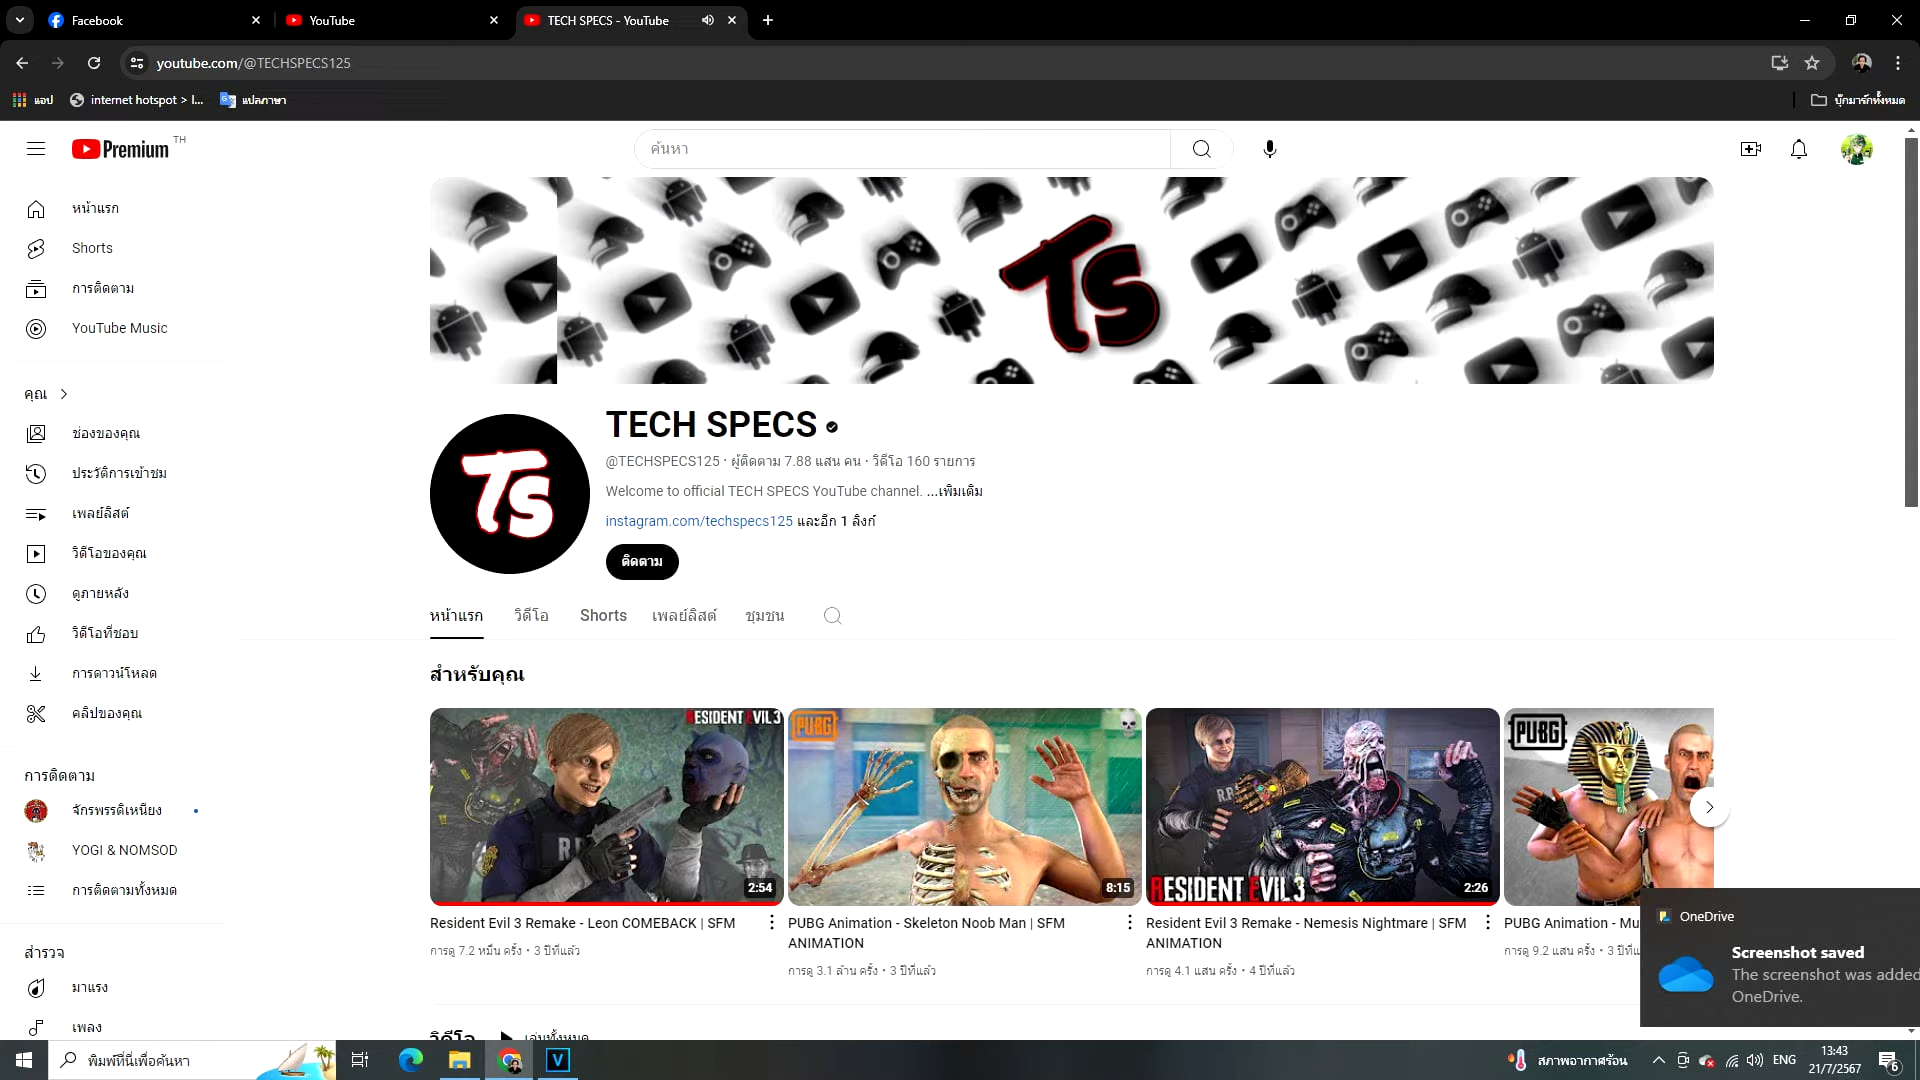 Facebook
YouTube
TECH SPECS - YouTube
youtube.com/@TECHSPECS125
แอป
internet hotspot > I...
แปลภาษา
บุ๊กมาร์กทั้งหมด
Premium TH
ค้นหา
หน้าแรก
Shorts
การติดตาม
YouTube Music
คุณ
ช่องของคุณ
ประวัติการเข้าชม
เพลย์ลิสต์
วิดีโอของคุณ
ดูภายหลัง
วิดีโอที่ชอบ
การดาวน์โหลด
คลิปของคุณ
การติดตาม
จักรพรรดิเหนียง
YOGI & NOMSOD
การติดตามทั้งหมด
สำรวจ
มาแรง
เพลง
TS
TS
TECH SPECS
@TECHSPECS125 · ผู้ติดตาม 7.88 แสน คน · วิดีโอ 160 รายการ
Welcome to official TECH SPECS YouTube channel. ...เพิ่มเติม
instagram.com/techspecs125 และอีก 1 ลิงก์
ติดตาม
หน้าแรก วิดีโอ Shorts เพลย์ลิสต์ ชุมชน
สำหรับคุณ
RESIDENT EVIL 3
2:54
Resident Evil 3 Remake - Leon COMEBACK | SFM
การดู 7.2 หมื่น ครั้ง • 3 ปีที่แล้ว
PUBG
8:15
PUBG Animation - Skeleton Noob Man | SFM
ANIMATION
การดู 3.1 ล้าน ครั้ง • 3 ปีที่แล้ว
RESIDENT EVIL 3
2:26
Resident Evil 3 Remake - Nemesis Nightmare | SFM
ANIMATION
การดู 4.1 แสน ครั้ง • 4 ปีที่แล้ว
PUBG
PUBG Animation - Mu
การดู 9.2 แสน ครั้ง • 3 ปีที่แ
วิดีโอ เล่นทั้งหมด
OneDrive
Screenshot saved
The screenshot was added
OneDrive.
พิมพ์ที่นี่เพื่อค้นหา
สภาพอากาศร้อน
ENG
13:43
21/7/2567
6